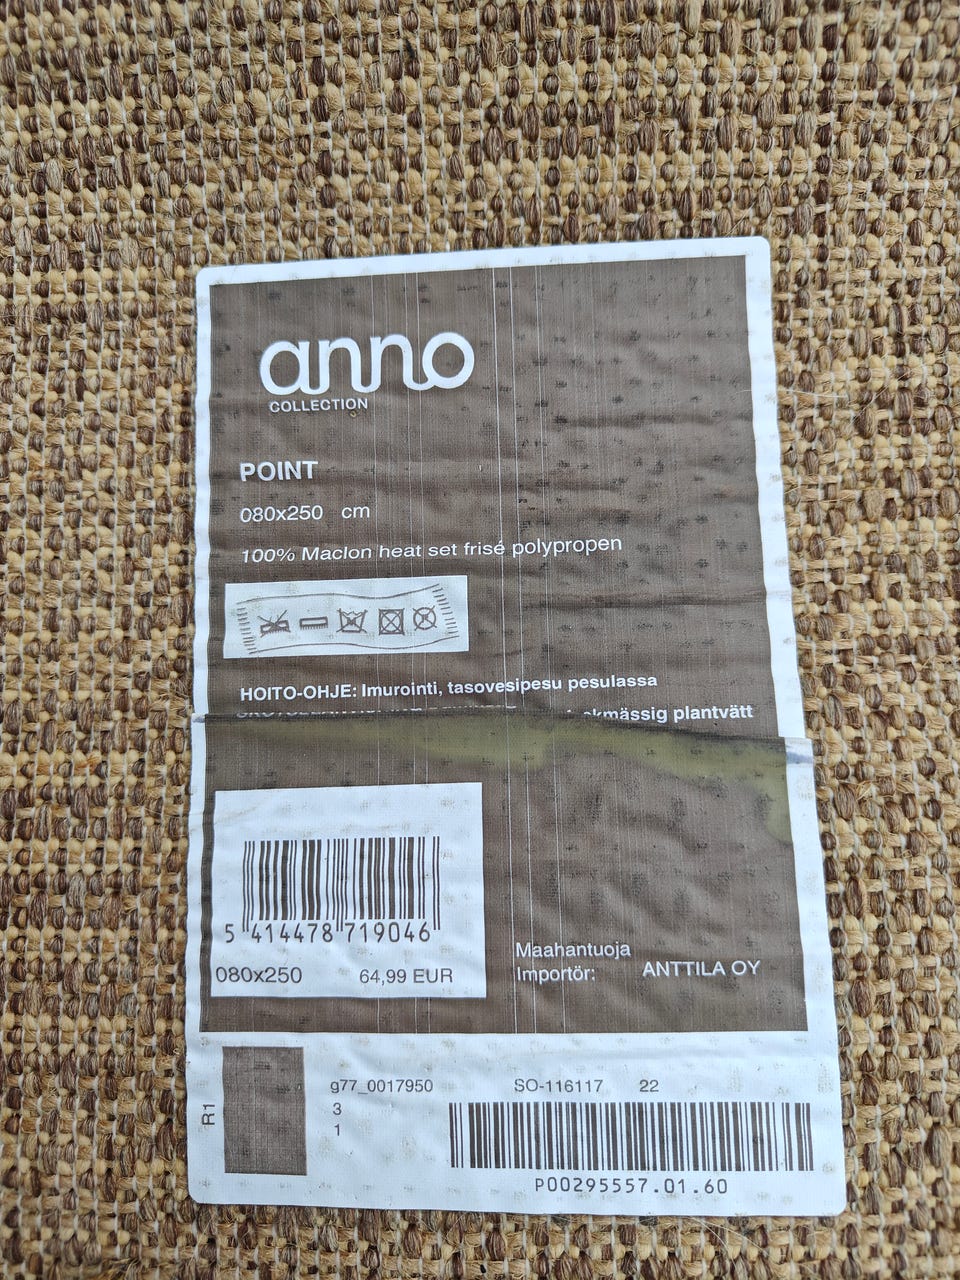 anno
COLLECTION
POINT
080x250 cm
100% Maclon heat set frisé polypropen
HOITO-OHJE: Imurointi, tasovesipesu pesulassa
plantvätt
5 414478 719046
080x250 64,99 EUR
Maahantuoja
Importör: ANTTILA OY
R1
g77_0017950 SO-116117 22
3
1
P00295557.01.60